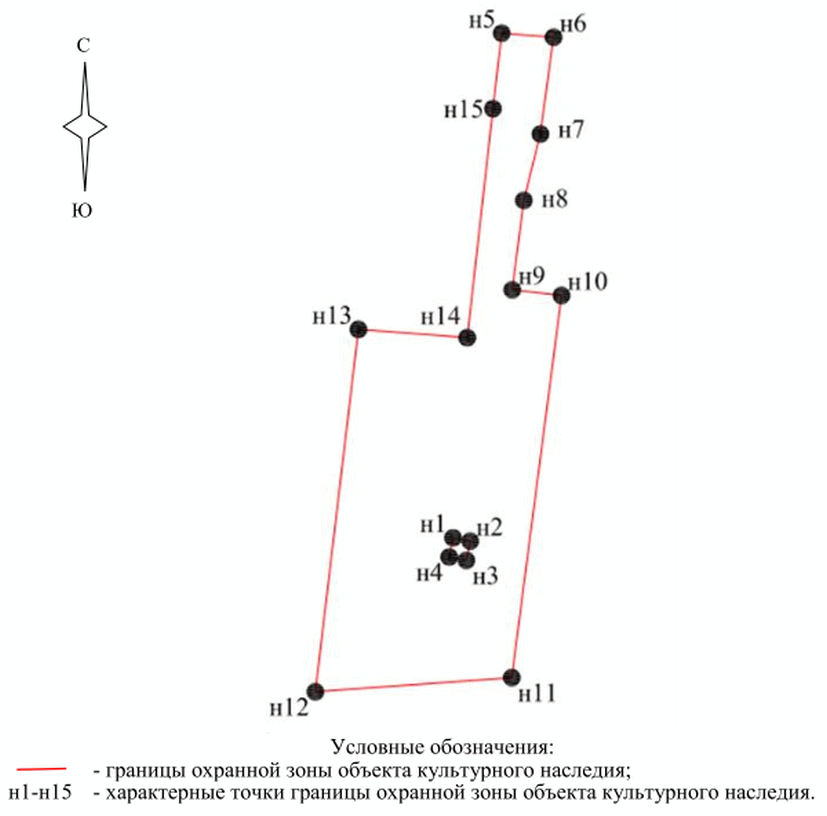 н5
н6
С
н15
н7
н8
Ю
н9
н10
н13
н14
н1
н2
н4
н3
н11
н12
Условные обозначения:
- границы охранной зоны объекта культурного наследия;
н1-н15 - характерные точки границы охранной зоны объекта культурного наследия.